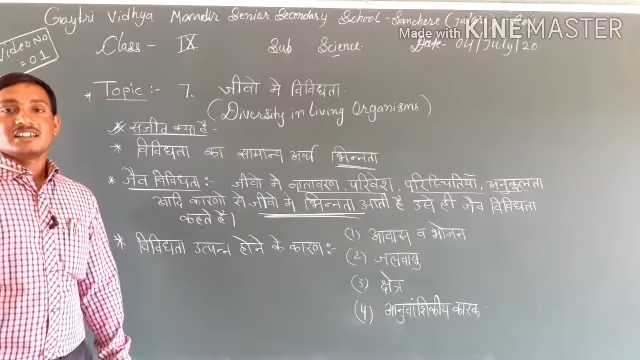 Gaytri Vidhya Mandir Senior Secondary School - Sanchore
Made with KINEMASTER
Video No = 01
Class - IX Sub Science Date- 04/July/20
* Topic :- 7. जीवों मे विविधता
(Diversity in Living Organisms)
* विविधता का सामान्य अर्थ भिन्नता
* जैव विविधता :- जीवों मे वातावरण, परिवेश, परिस्थितियों, अनुकूलता
आदि कारणों से जीवों में भिन्नता आती है उसे ही जैव विविधता
कहते है।
* विविधता उत्पन्न होने के कारण :- (1) आवास व भोजन
(2) जलवायु
(3) क्षेत्र
(4) आनुवांशिकीय कारक